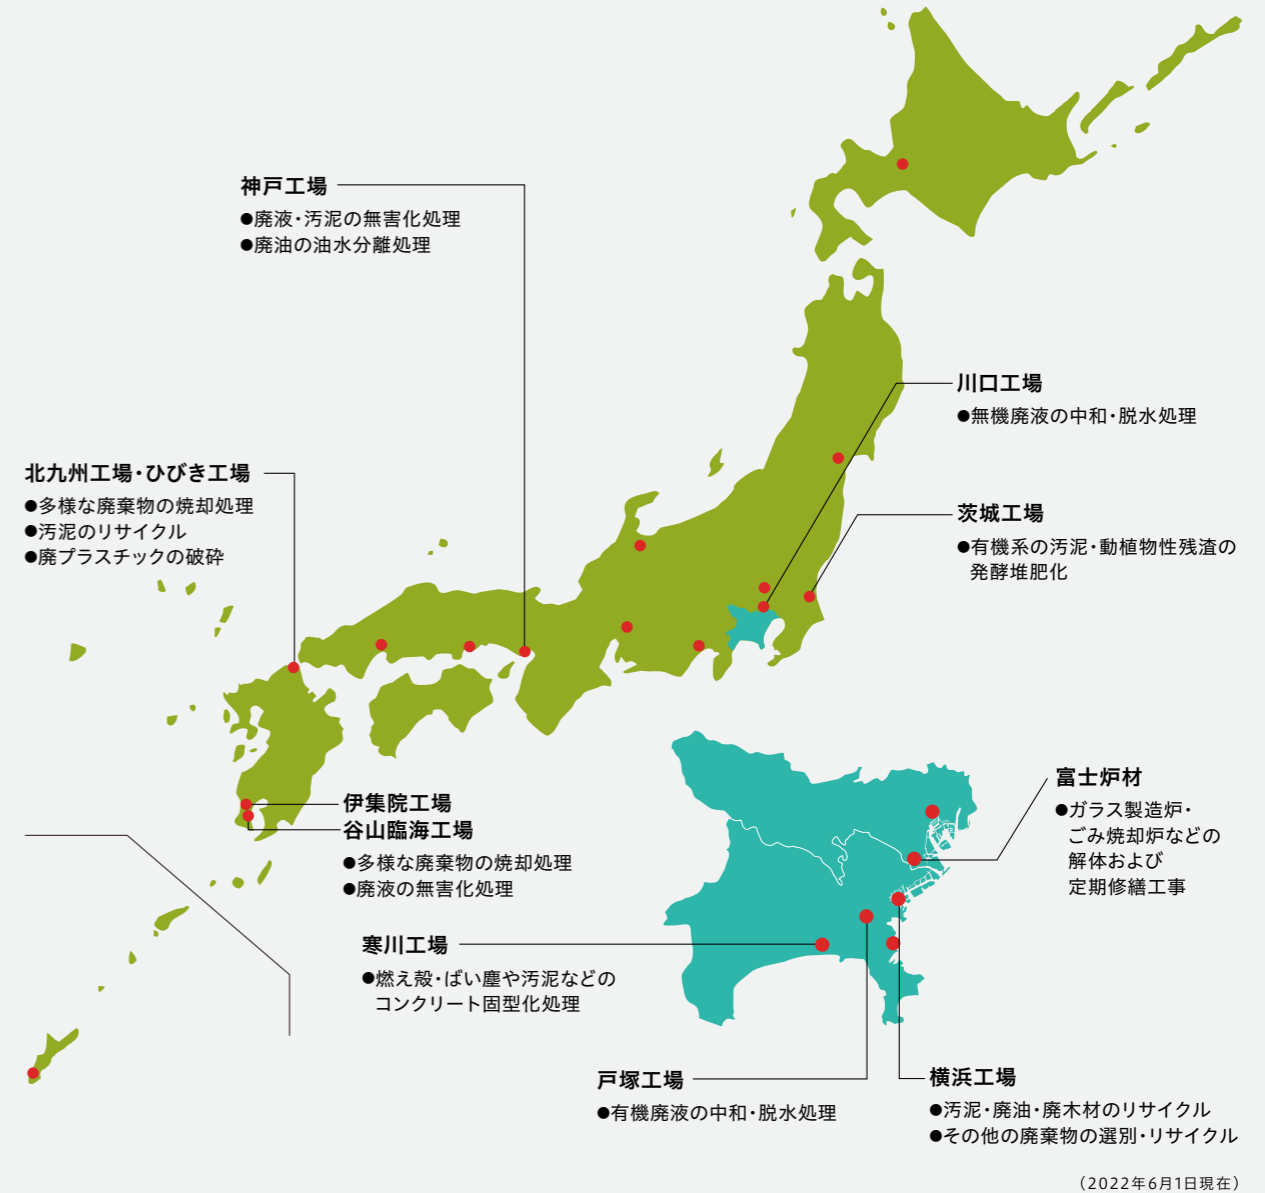 神戸工場
●廃液・汚泥の無害化処理
●廃油の油水分離処理
川口工場
●無機廃液の中和・脱水処理
北九州工場・ひびき工場
●多様な廃棄物の焼却処理
●汚泥のリサイクル
●廃プラスチックの破砕
茨城工場
●有機系の汚泥・動植物性残渣の
発酵堆肥化
伊集院工場
谷山臨海工場
●多様な廃棄物の焼却処理
●廃液の無害化処理
富士炉材
●ガラス製造炉・
ごみ焼却炉などの
解体および
定期修繕工事
寒川工場
●燃え殻・ばい塵や汚泥などの
コンクリート固型化処理
戸塚工場
●有機廃液の中和・脱水処理
横浜工場
●汚泥・廃油・廃木材のリサイクル
●その他の廃棄物の選別・リサイクル
（2022年6月1日現在）